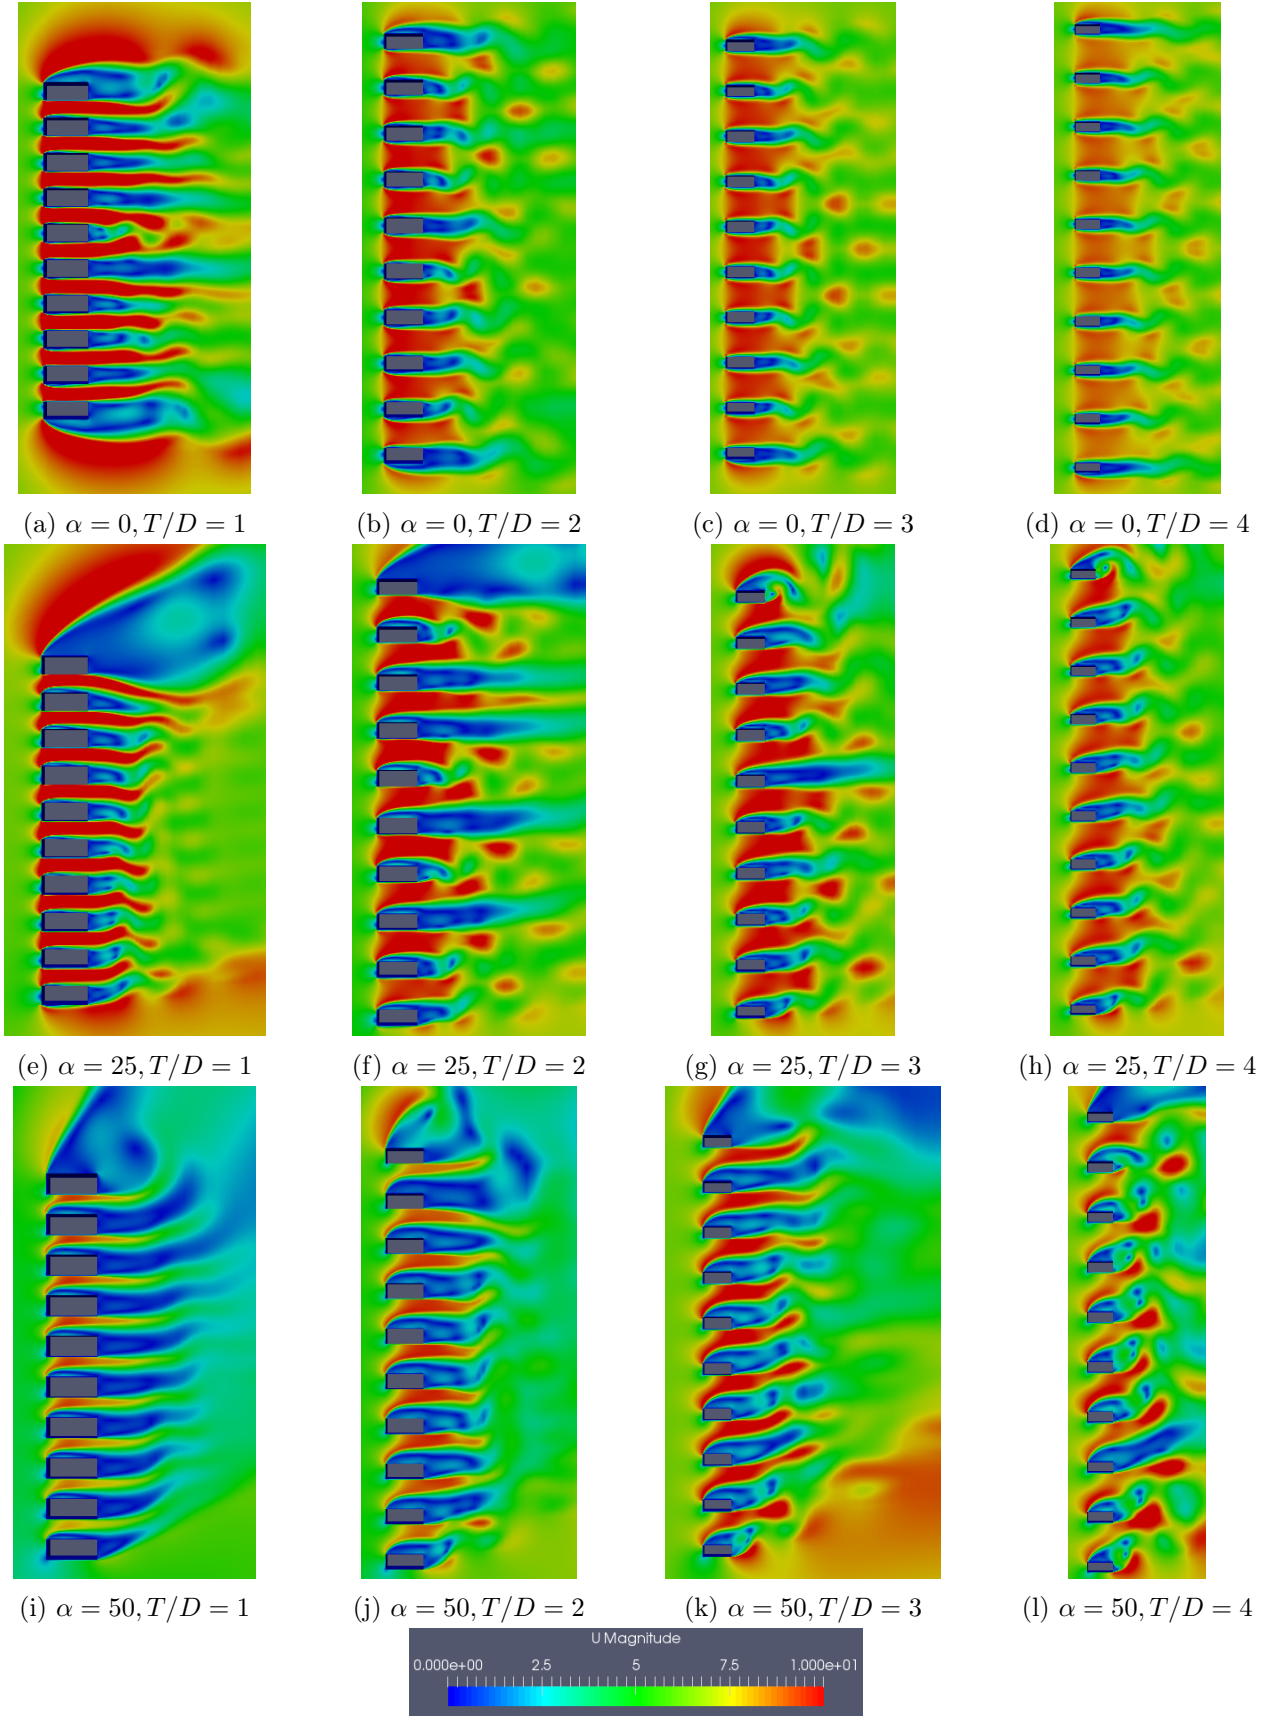 (a) α = 0, T/D = 1
(b) α = 0, T/D = 2
(c) α = 0, T/D = 3
(d) α = 0, T/D = 4
(e) α = 25, T/D = 1
(f) α = 25, T/D = 2
(g) α = 25, T/D = 3
(h) α = 25, T/D = 4
(i) α = 50, T/D = 1
(j) α = 50, T/D = 2
(k) α = 50, T/D = 3
(l) α = 50, T/D = 4
U Magnitude
0.000e+00 2.5 5 7.5 1.000e+01